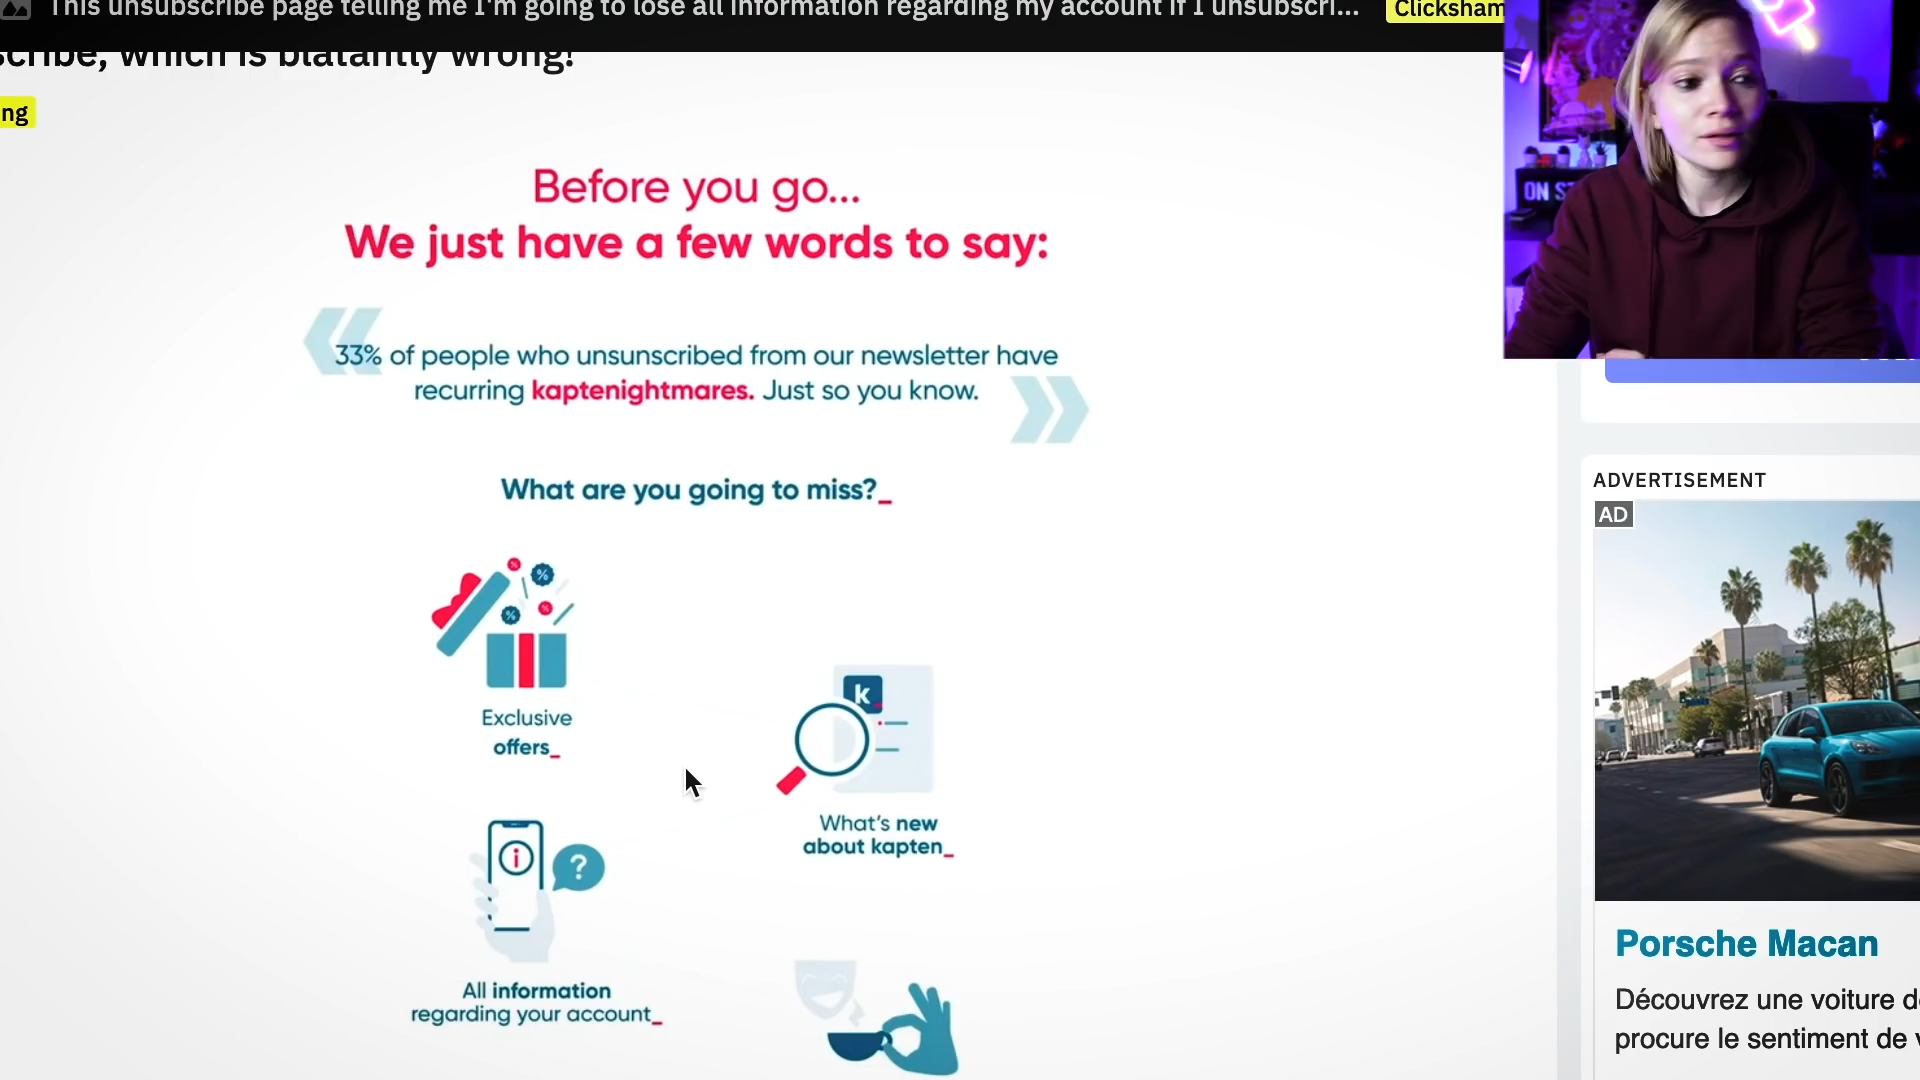 This unsubscribe page telling me I'm going to lose all information regarding my account if I unsubscri...
Clicksham
scribe, which is blatantly wrong!
ng
ON ST
Before you go...
We just have a few words to say:
33% of people who unsunscribed from our newsletter have
recurring kaptenightmares. Just so you know.
What are you going to miss?_
Exclusive
offers_
k_
What's new
about kapten_
i
?
All information
regarding your account_
ADVERTISEMENT
AD
Porsche Macan
Découvrez une voiture d
procure le sentiment de v